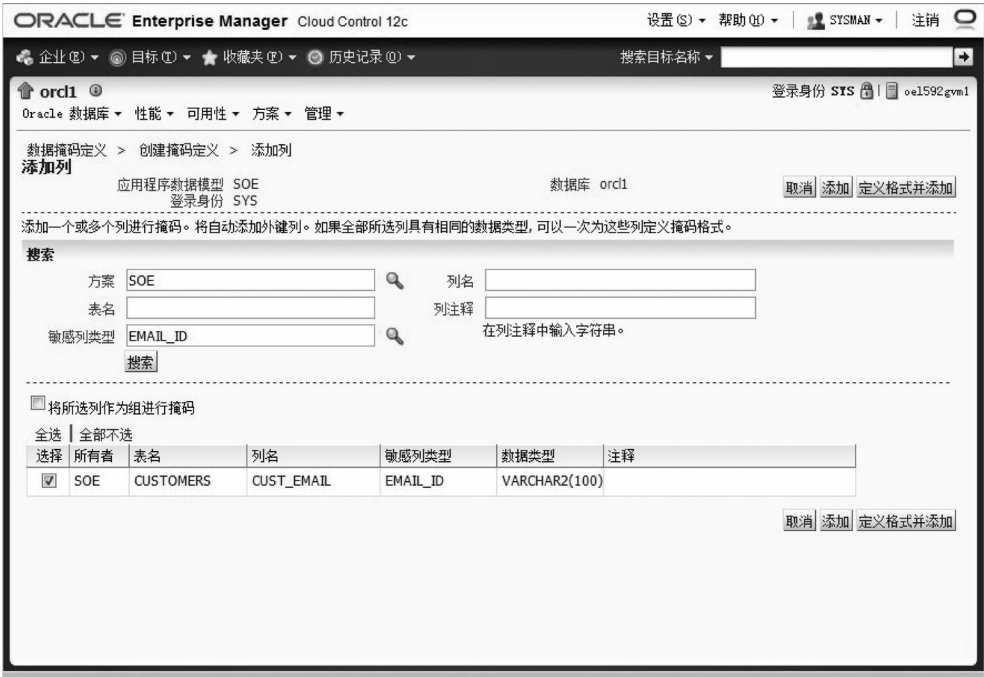 ORACLE Enterprise Manager Cloud Control 12c 设置(S) 帮助(H) SYSMAN 注销
企业(E) 目标(T) 收藏夹(F) 历史记录(O) 搜索目标名称
orcl1 登录身份 SYS oel592gvm1
Oracle 数据库 性能 可用性 方案 管理
数据掩码定义 > 创建掩码定义 > 添加列
添加列
应用程序数据模型 SOE 数据库 orcl1 取消 添加 定义格式并添加
登录身份 SYS
添加一个或多个列进行掩码。将自动添加外键列。如果全部所选列具有相同的数据类型, 可以一次为这些列定义掩码格式。
搜索
方案 SOE 列名
表名 列注释
敏感列类型 EMAIL_ID 在列注释中输入字符串。
搜索
将所选列作为组进行掩码
全选 | 全部不选
选择 所有者 表名 列名 敏感列类型 数据类型 注释
SOE CUSTOMERS CUST_EMAIL EMAIL_ID VARCHAR2(100)
取消 添加 定义格式并添加